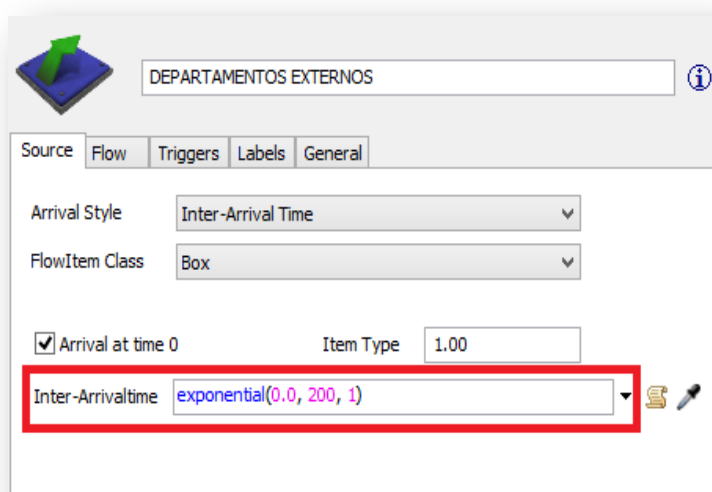 DEPARTAMENTOS EXTERNOS
Source Flow Triggers Labels General
Arrival Style Inter-Arrival Time
FlowItem Class Box
Arrival at time 0 Item Type 1.00
Inter-Arrivaltime exponential(0.0, 200, 1)